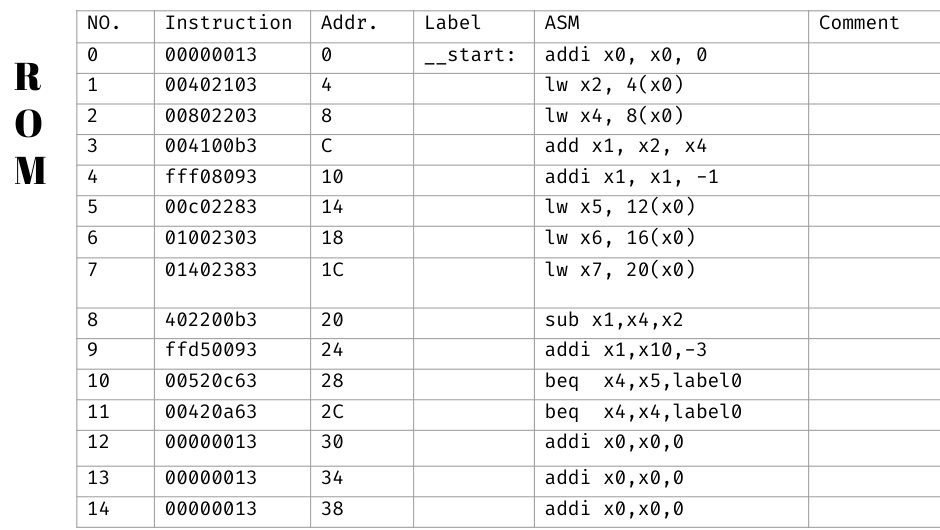 ROM
NO. Instruction Addr. Label ASM Comment
0 00000013 0 __start: addi x0, x0, 0
1 00402103 4 lw x2, 4(x0)
2 00802203 8 lw x4, 8(x0)
3 004100b3 C add x1, x2, x4
4 fff08093 10 addi x1, x1, -1
5 00c02283 14 lw x5, 12(x0)
6 01002303 18 lw x6, 16(x0)
7 01402383 1C lw x7, 20(x0)
8 402200b3 20 sub x1,x4,x2
9 ffd50093 24 addi x1,x10,-3
10 00520c63 28 beq  x4,x5,label0
11 00420a63 2C beq  x4,x4,label0
12 00000013 30 addi x0,x0,0
13 00000013 34 addi x0,x0,0
14 00000013 38 addi x0,x0,0